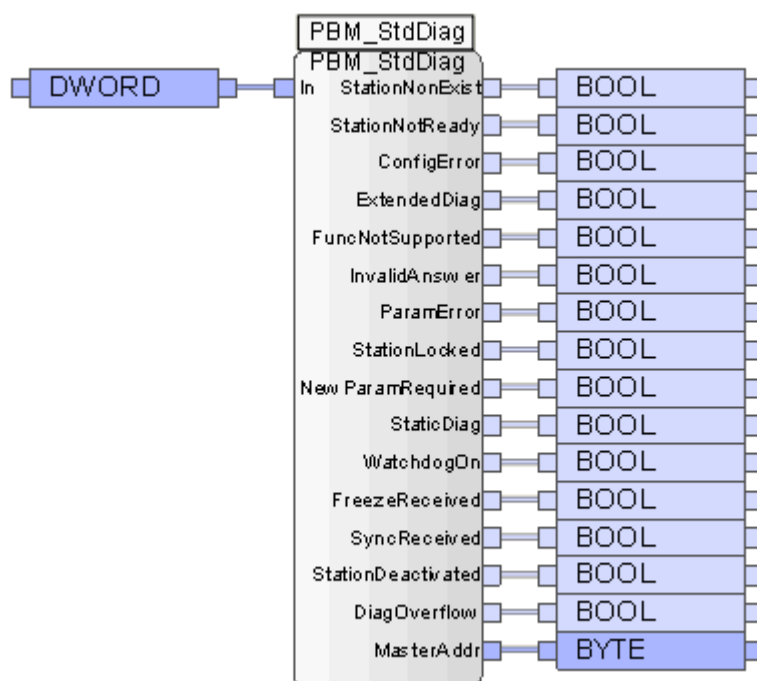 PBM_StdDiag
PBM_StdDiag
DWORD In StationNonExist BOOL
StationNotReady BOOL
ConfigError BOOL
ExtendedDiag BOOL
FuncNotSupported BOOL
InvalidAnswer BOOL
ParamError BOOL
StationLocked BOOL
NewParamRequired BOOL
StaticDiag BOOL
WatchdogOn BOOL
FreezeReceived BOOL
SyncReceived BOOL
StationDeactivated BOOL
DiagOverflow BOOL
MasterAddr BYTE